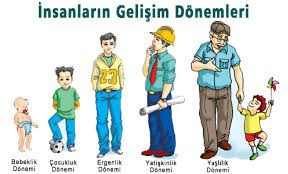 İnsanların Gelişim Dönemleri
23
Bebeklik
Dönemi
Çocukluk
Dönemi
Ergenlik
Dönemi
Yetişkinlik
Dönemi
Yaşlılık
Dönemi